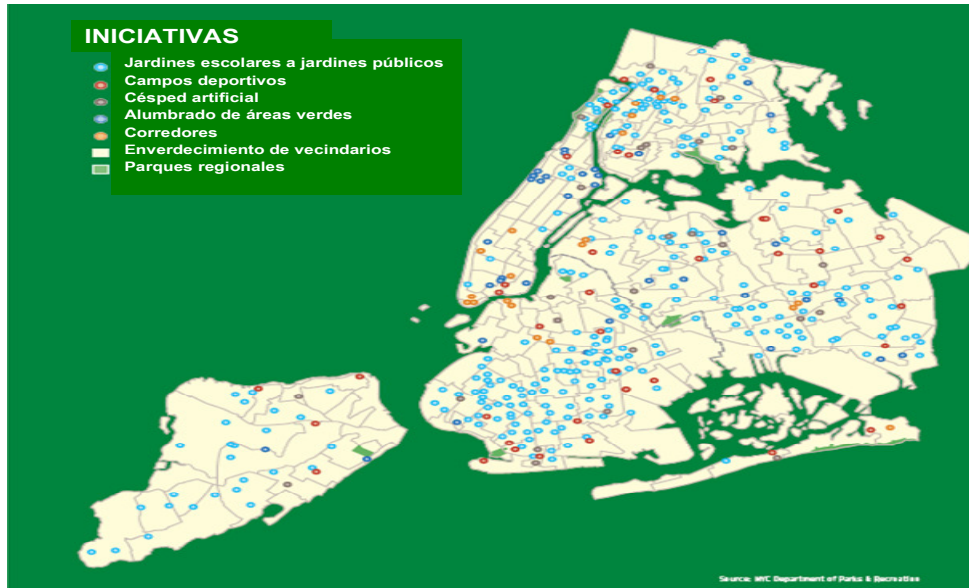 INICIATIVAS
Jardines escolares a jardines públicos
Campos deportivos
Césped artificial
Alumbrado de áreas verdes
Corredores
Enverdecimiento de vecindarios
Parques regionales
Source: NYC Department of Parks & Recreation